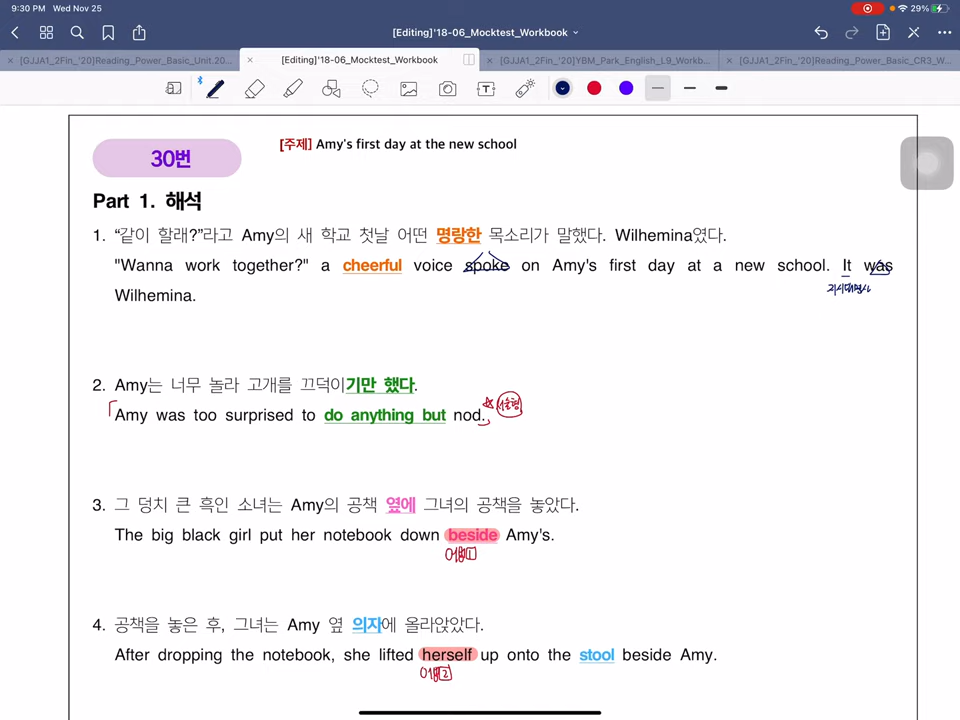 9:30 PM Wed Nov 25
29%
[Editing]'18-06_Mocktest_Workbook
[GJJA1_2Fin_'20]Reading_Power_Basic_Unit.20...
[Editing]'18-06_Mocktest_Workbook
[GJJA1_2Fin_'20]YBM_Park_English_L9_Workb...
[GJJA1_2Fin_'20]Reading_Power_Basic_CR3_W...
30번
[주제] Amy's first day at the new school
Part 1. 해석
1. “같이 할래?”라고 Amy의 새 학교 첫날 어떤 명랑한 목소리가 말했다. Wilhemina였다.
"Wanna work together?" a cheerful voice spoke on Amy's first day at a new school. It was
지시대명사
Wilhemina.
2. Amy는 너무 놀라 고개를 끄덕이기만 했다.
Amy was too surprised to do anything but nod.
서술형
3. 그 덩치 큰 흑인 소녀는 Amy의 공책 옆에 그녀의 공책을 놓았다.
The big black girl put her notebook down beside Amy's.
4. 공책을 놓은 후, 그녀는 Amy 옆 의자에 올라앉았다.
After dropping the notebook, she lifted herself up onto the stool beside Amy.